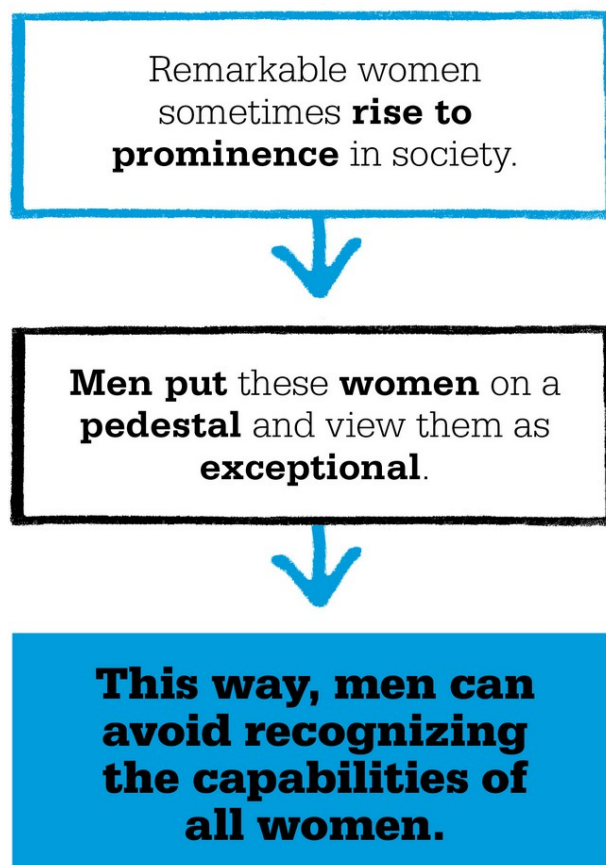 Remarkable women
sometimes rise to
prominence in society.
Men put these women on a
pedestal and view them as
exceptional.
This way, men can
avoid recognizing
the capabilities of
all women.